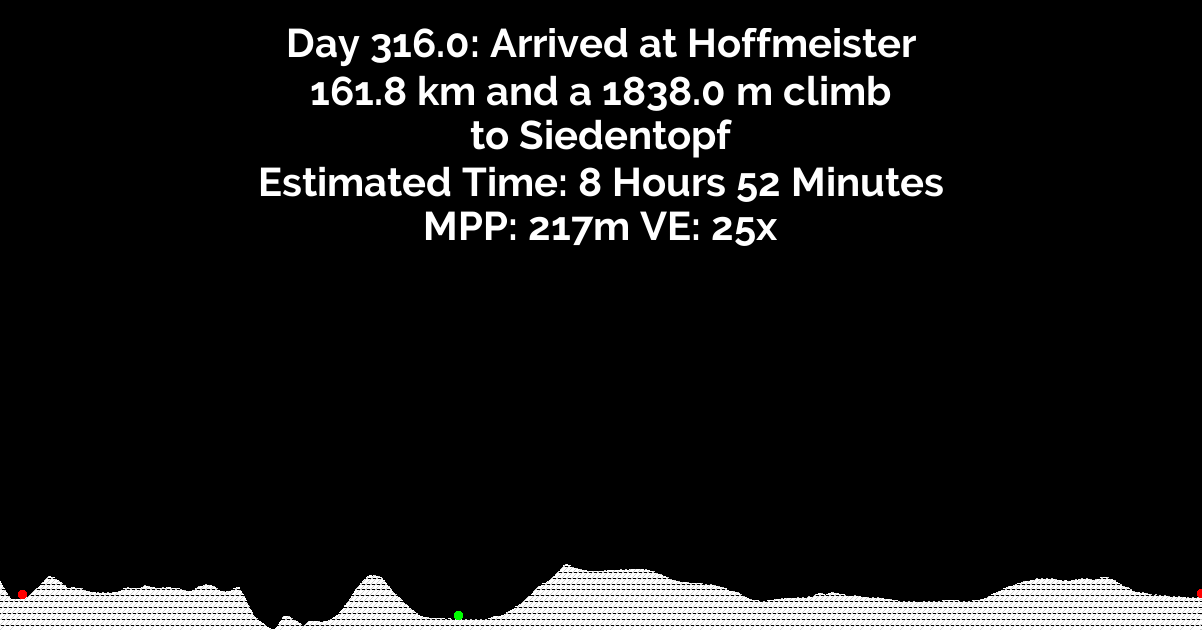 Day 316.0: Arrived at Hoffmeister
161.8 km and a 1838.0 m climb
to Siedentopf
Estimated Time: 8 Hours 52 Minutes
MPP: 217m VE: 25x